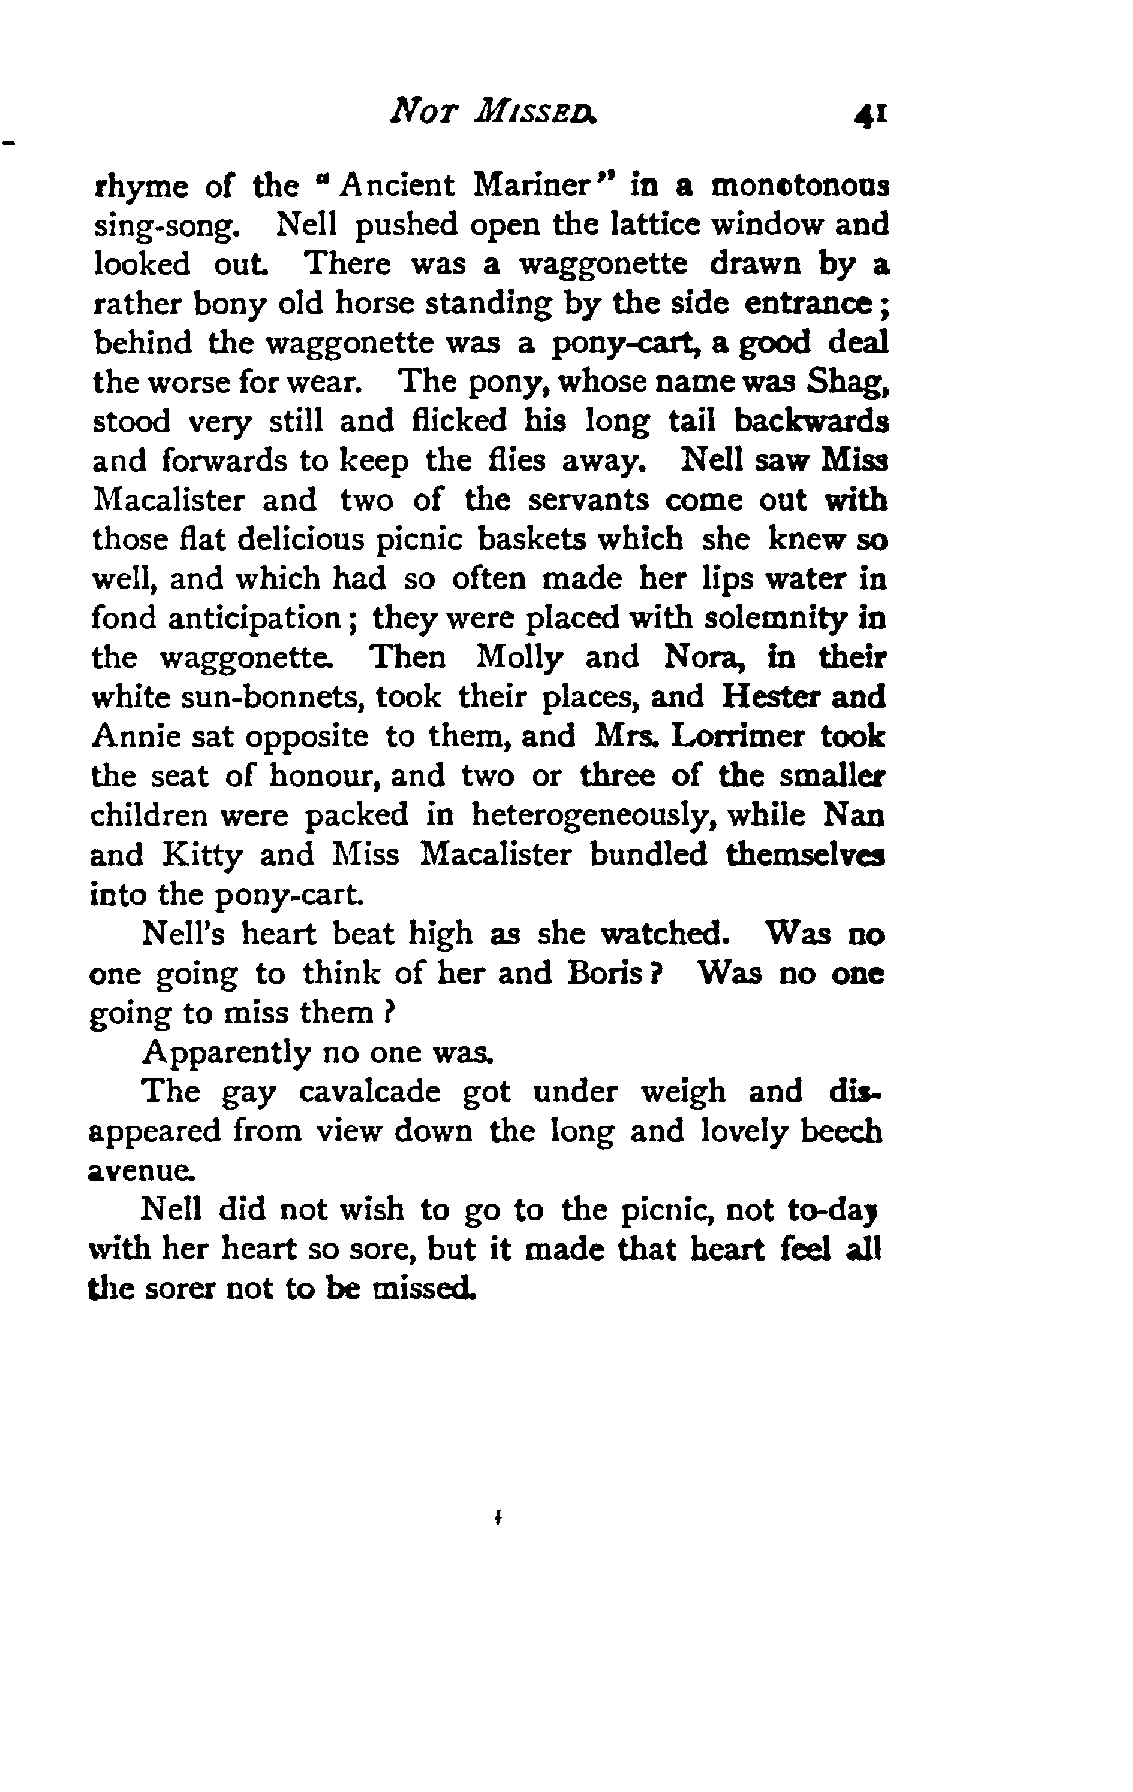 NOT MISSED. 41
rhyme of the "Ancient Mariner" in a monotonous
sing-song. Nell pushed open the lattice window and
looked out. There was a waggonette drawn by a
rather bony old horse standing by the side entrance;
behind the waggonette was a pony-cart, a good deal
the worse for wear. The pony, whose name was Shag,
stood very still and flicked his long tail backwards
and forwards to keep the flies away. Nell saw Miss
Macalister and two of the servants come out with
those flat delicious picnic baskets which she knew so
well, and which had so often made her lips water in
fond anticipation; they were placed with solemnity in
the waggonette. Then Molly and Nora, in their
white sun-bonnets, took their places, and Hester and
Annie sat opposite to them, and Mrs. Lorrimer took
the seat of honour, and two or three of the smaller
children were packed in heterogeneously, while Nan
and Kitty and Miss Macalister bundled themselves
into the pony-cart.
Nell's heart beat high as she watched. Was no
one going to think of her and Boris? Was no one
going to miss them?
Apparently no one was.
The gay cavalcade got under weigh and dis-
appeared from view down the long and lovely beech
avenue.
Nell did not wish to go to the picnic, not to-day
with her heart so sore, but it made that heart feel all
the sorer not to be missed.